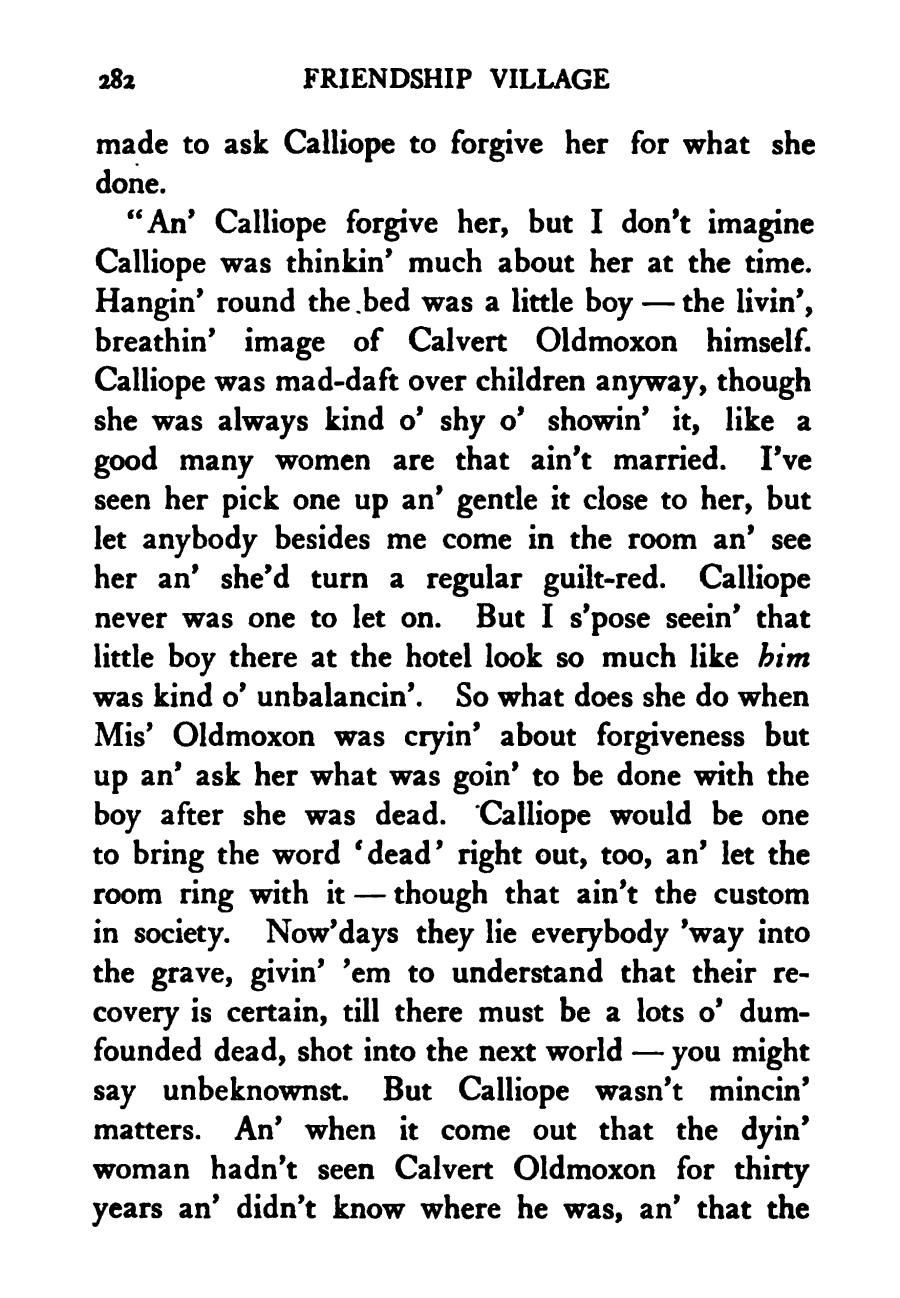 282 FRIENDSHIP VILLAGE
made to ask Calliope to forgive her for what she
done.
“An’ Calliope forgive her, but I don’t imagine
Calliope was thinkin’ much about her at the time.
Hangin’ round the bed was a little boy — the livin’,
breathin’ image of Calvert Oldmoxon himself.
Calliope was mad-daft over children anyway, though
she was always kind o’ shy o’ showin’ it, like a
good many women are that ain’t married. I’ve
seen her pick one up an’ gentle it close to her, but
let anybody besides me come in the room an’ see
her an’ she’d turn a regular guilt-red. Calliope
never was one to let on. But I s’pose seein’ that
little boy there at the hotel look so much like him
was kind o’ unbalancin’. So what does she do when
Mis’ Oldmoxon was cryin’ about forgiveness but
up an’ ask her what was goin’ to be done with the
boy after she was dead. Calliope would be one
to bring the word ‘dead’ right out, too, an’ let the
room ring with it — though that ain’t the custom
in society. Now’days they lie everybody ’way into
the grave, givin’ ’em to understand that their re-
covery is certain, till there must be a lots o’ dum-
founded dead, shot into the next world — you might
say unbeknownst. But Calliope wasn’t mincin’
matters. An’ when it come out that the dyin’
woman hadn’t seen Calvert Oldmoxon for thirty
years an’ didn’t know where he was, an’ that the